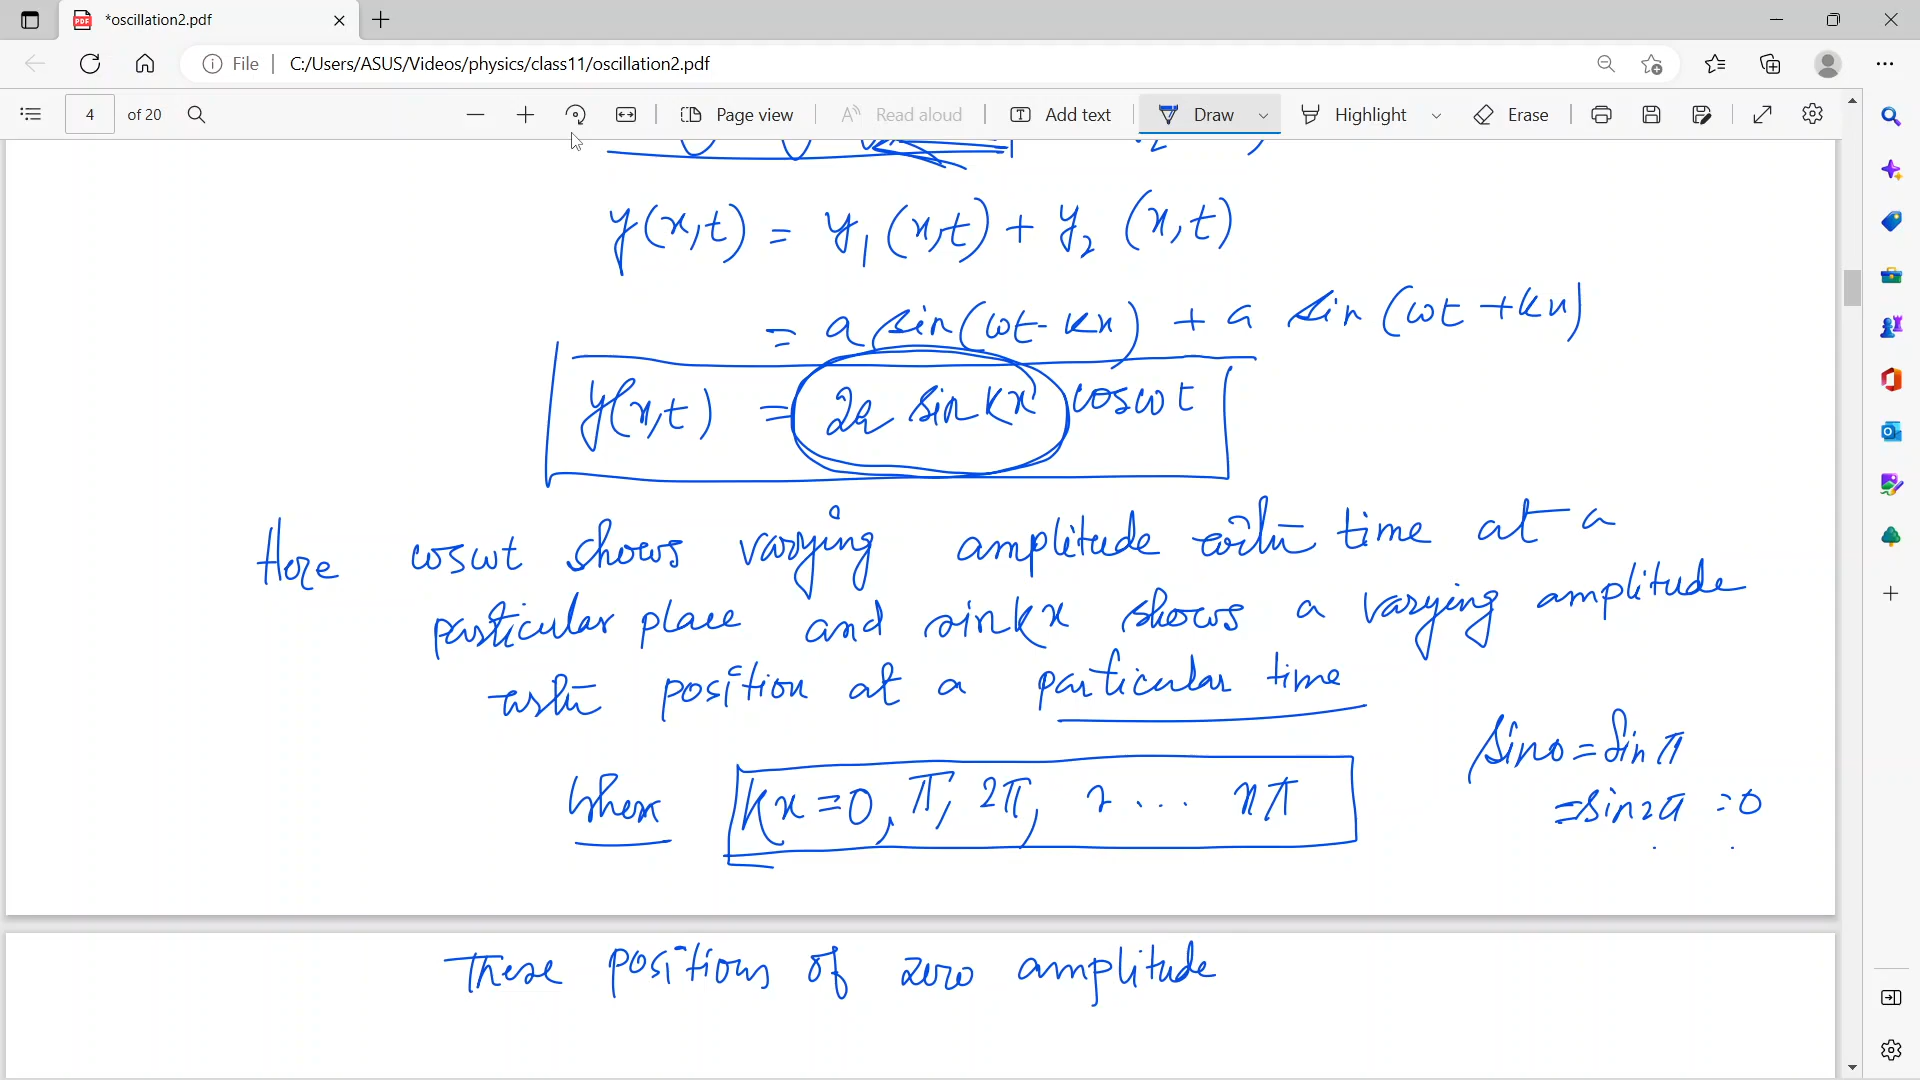 *oscillation2.pdf
File | C:/Users/ASUS/Videos/physics/class11/oscillation2.pdf
4 of 20 Page view Read aloud Add text Draw Highlight Erase
y(x,t) = y₁ (x,t) + y₂ (x,t)
= a sin(ωt - kx) + a sin (ωt + kx)
y(x,t) = 2a sin kx cosωt
Here cosωt shows varying amplitude with time at a
particular place and sinkx shows a varying amplitude
with position at a particular time
sin0 = sin π
= sin2π = 0
When kx = 0, π, 2π, ... nπ
These positions of zero amplitude